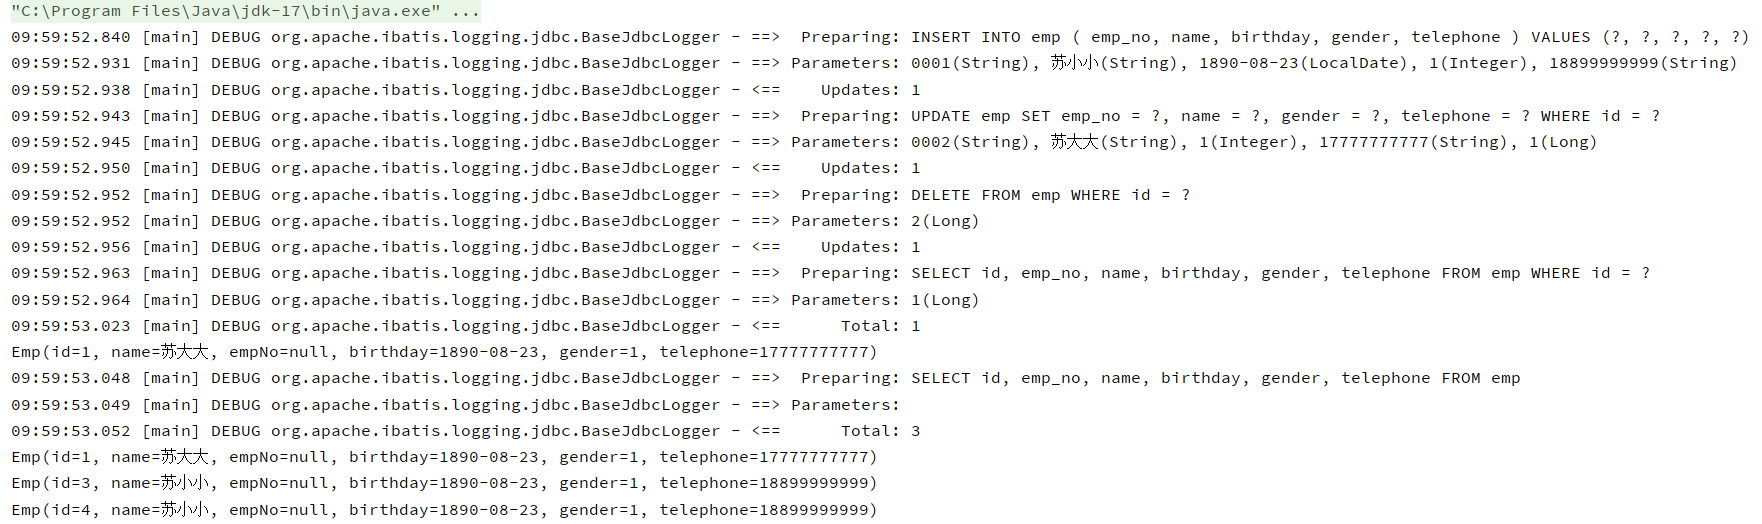 "C:\Program Files\Java\jdk-17\bin\java.exe" ...
09:59:52.840 [main] DEBUG org.apache.ibatis.logging.jdbc.BaseJdbcLogger - ==>  Preparing: INSERT INTO emp ( emp_no, name, birthday, gender, telephone ) VALUES (?, ?, ?, ?, ?)
09:59:52.931 [main] DEBUG org.apache.ibatis.logging.jdbc.BaseJdbcLogger - ==> Parameters: 0001(String), 苏小小(String), 1890-08-23(LocalDate), 1(Integer), 18899999999(String)
09:59:52.938 [main] DEBUG org.apache.ibatis.logging.jdbc.BaseJdbcLogger - <==    Updates: 1
09:59:52.943 [main] DEBUG org.apache.ibatis.logging.jdbc.BaseJdbcLogger - ==>  Preparing: UPDATE emp SET emp_no = ?, name = ?, gender = ?, telephone = ? WHERE id = ?
09:59:52.945 [main] DEBUG org.apache.ibatis.logging.jdbc.BaseJdbcLogger - ==> Parameters: 0002(String), 苏大大(String), 1(Integer), 17777777777(String), 1(Long)
09:59:52.950 [main] DEBUG org.apache.ibatis.logging.jdbc.BaseJdbcLogger - <==    Updates: 1
09:59:52.952 [main] DEBUG org.apache.ibatis.logging.jdbc.BaseJdbcLogger - ==>  Preparing: DELETE FROM emp WHERE id = ?
09:59:52.952 [main] DEBUG org.apache.ibatis.logging.jdbc.BaseJdbcLogger - ==> Parameters: 2(Long)
09:59:52.956 [main] DEBUG org.apache.ibatis.logging.jdbc.BaseJdbcLogger - <==    Updates: 1
09:59:52.963 [main] DEBUG org.apache.ibatis.logging.jdbc.BaseJdbcLogger - ==>  Preparing: SELECT id, emp_no, name, birthday, gender, telephone FROM emp WHERE id = ?
09:59:52.964 [main] DEBUG org.apache.ibatis.logging.jdbc.BaseJdbcLogger - ==> Parameters: 1(Long)
09:59:53.023 [main] DEBUG org.apache.ibatis.logging.jdbc.BaseJdbcLogger - <==      Total: 1
Emp(id=1, name=苏大大, empNo=null, birthday=1890-08-23, gender=1, telephone=17777777777)
09:59:53.048 [main] DEBUG org.apache.ibatis.logging.jdbc.BaseJdbcLogger - ==>  Preparing: SELECT id, emp_no, name, birthday, gender, telephone FROM emp
09:59:53.049 [main] DEBUG org.apache.ibatis.logging.jdbc.BaseJdbcLogger - ==> Parameters:
09:59:53.052 [main] DEBUG org.apache.ibatis.logging.jdbc.BaseJdbcLogger - <==      Total: 3
Emp(id=1, name=苏大大, empNo=null, birthday=1890-08-23, gender=1, telephone=17777777777)
Emp(id=3, name=苏小小, empNo=null, birthday=1890-08-23, gender=1, telephone=18899999999)
Emp(id=4, name=苏小小, empNo=null, birthday=1890-08-23, gender=1, telephone=18899999999)